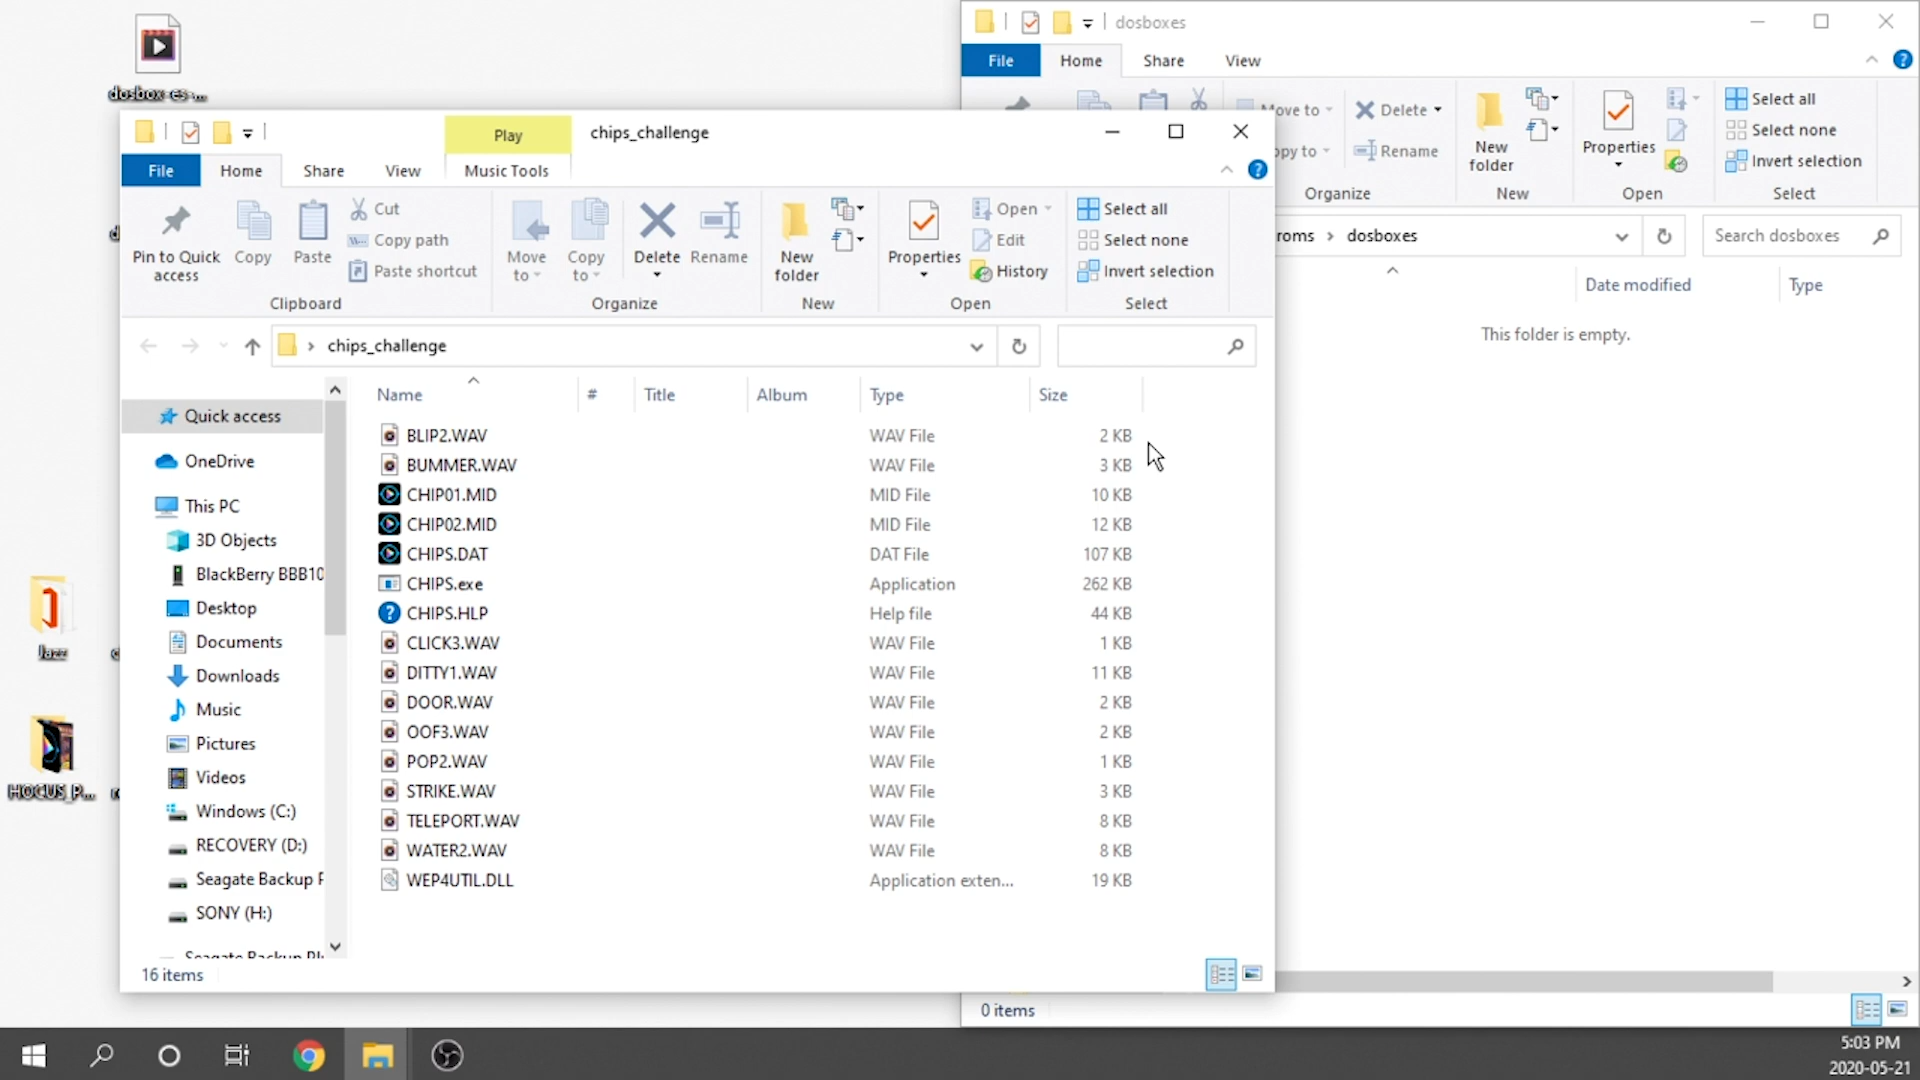 dosbox-es-...
dosboxes
File
Home
Share
View
Move to
Delete
Rename
New
folder
Properties
Select all
Select none
Invert selection
Organize
New
Open
Select
roms › dosboxes
Search dosboxes
Date modified
Type
This folder is empty.
0 items
Play
chips_challenge
File
Home
Share
View
Music Tools
Pin to Quick
access
Copy
Paste
Cut
Copy path
Paste shortcut
Move
to
Copy
to
Delete
Rename
New
folder
Properties
Open
Edit
History
Select all
Select none
Invert selection
Clipboard
Organize
New
Open
Select
› chips_challenge
Name
#
Title
Album
Type
Size
Quick access
OneDrive
This PC
3D Objects
BlackBerry BBB10
Desktop
Documents
Downloads
Music
Pictures
Videos
Windows (C:)
RECOVERY (D:)
Seagate Backup P
SONY (H:)
Seagate Backup Pl
BLIP2.WAV WAV File 2 KB
BUMMER.WAV WAV File 3 KB
CHIP01.MID MID File 10 KB
CHIP02.MID MID File 12 KB
CHIPS.DAT DAT File 107 KB
CHIPS.exe Application 262 KB
CHIPS.HLP Help file 44 KB
CLICK3.WAV WAV File 1 KB
DITTY1.WAV WAV File 11 KB
DOOR.WAV WAV File 2 KB
OOF3.WAV WAV File 2 KB
POP2.WAV WAV File 1 KB
STRIKE.WAV WAV File 3 KB
TELEPORT.WAV WAV File 8 KB
WATER2.WAV WAV File 8 KB
WEP4UTIL.DLL Application exten... 19 KB
16 items
Jazz
HOCUS_P...
5:03 PM
2020-05-21